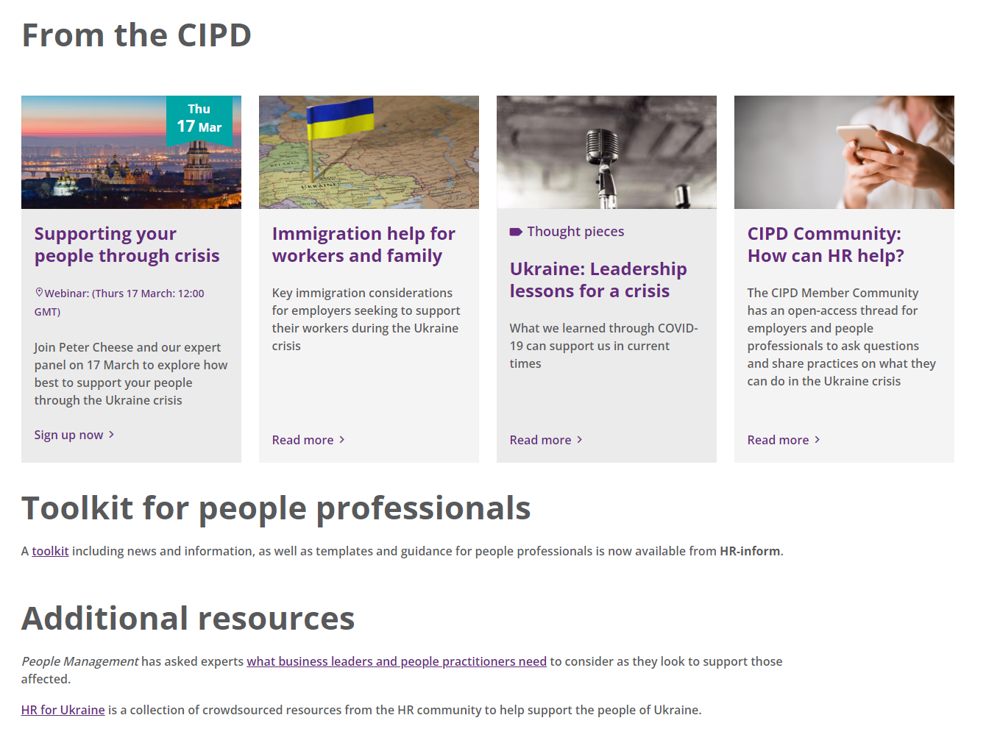 From the CIPD
Thu
17 Mar
Supporting your
people through crisis
Webinar: (Thurs 17 March: 12:00
GMT)
Join Peter Cheese and our expert
panel on 17 March to explore how
best to support your people
through the Ukraine crisis
Sign up now
BELARUS
UKRAINE
Immigration help for
workers and family
Key immigration considerations
for employers seeking to support
their workers during the Ukraine
crisis
Read more
Thought pieces
Ukraine: Leadership
lessons for a crisis
What we learned through COVID-
19 can support us in current
times
Read more
CIPD Community:
How can HR help?
The CIPD Member Community
has an open-access thread for
employers and people
professionals to ask questions
and share practices on what they
can do in the Ukraine crisis
Read more
Toolkit for people professionals
A toolkit including news and information, as well as templates and guidance for people professionals is now available from HR-inform.
Additional resources
People Management has asked experts what business leaders and people practitioners need to consider as they look to support those
affected.
HR for Ukraine is a collection of crowdsourced resources from the HR community to help support the people of Ukraine.